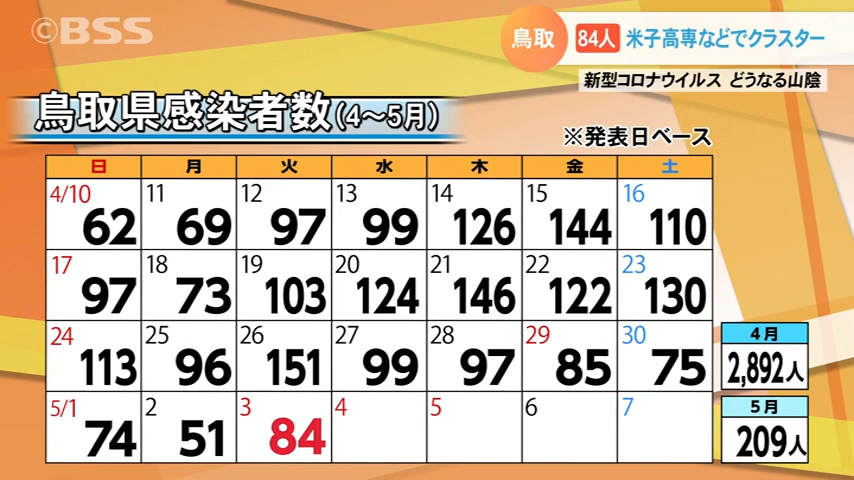 ©BSS
鳥取 84人 米子高専などでクラスター
新型コロナウイルス どうなる山陰
鳥取県感染者数(4〜5月)
※発表日ベース
日 月 火 水 木 金 土
4/10 11 12 13 14 15 16
62 69 97 99 126 144 110
17 18 19 20 21 22 23
97 73 103 124 146 122 130
24 25 26 27 28 29 30
113 96 151 99 97 85 75
4月
2,892人
5/1 2 3 4 5 6 7
74 51 84
5月
209人